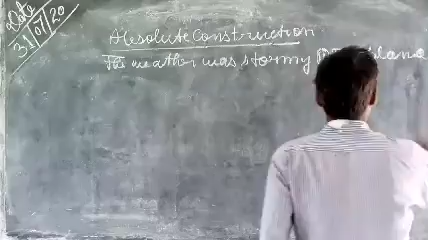 Date
31/07/20
Absolute Construction
The weather was stormy